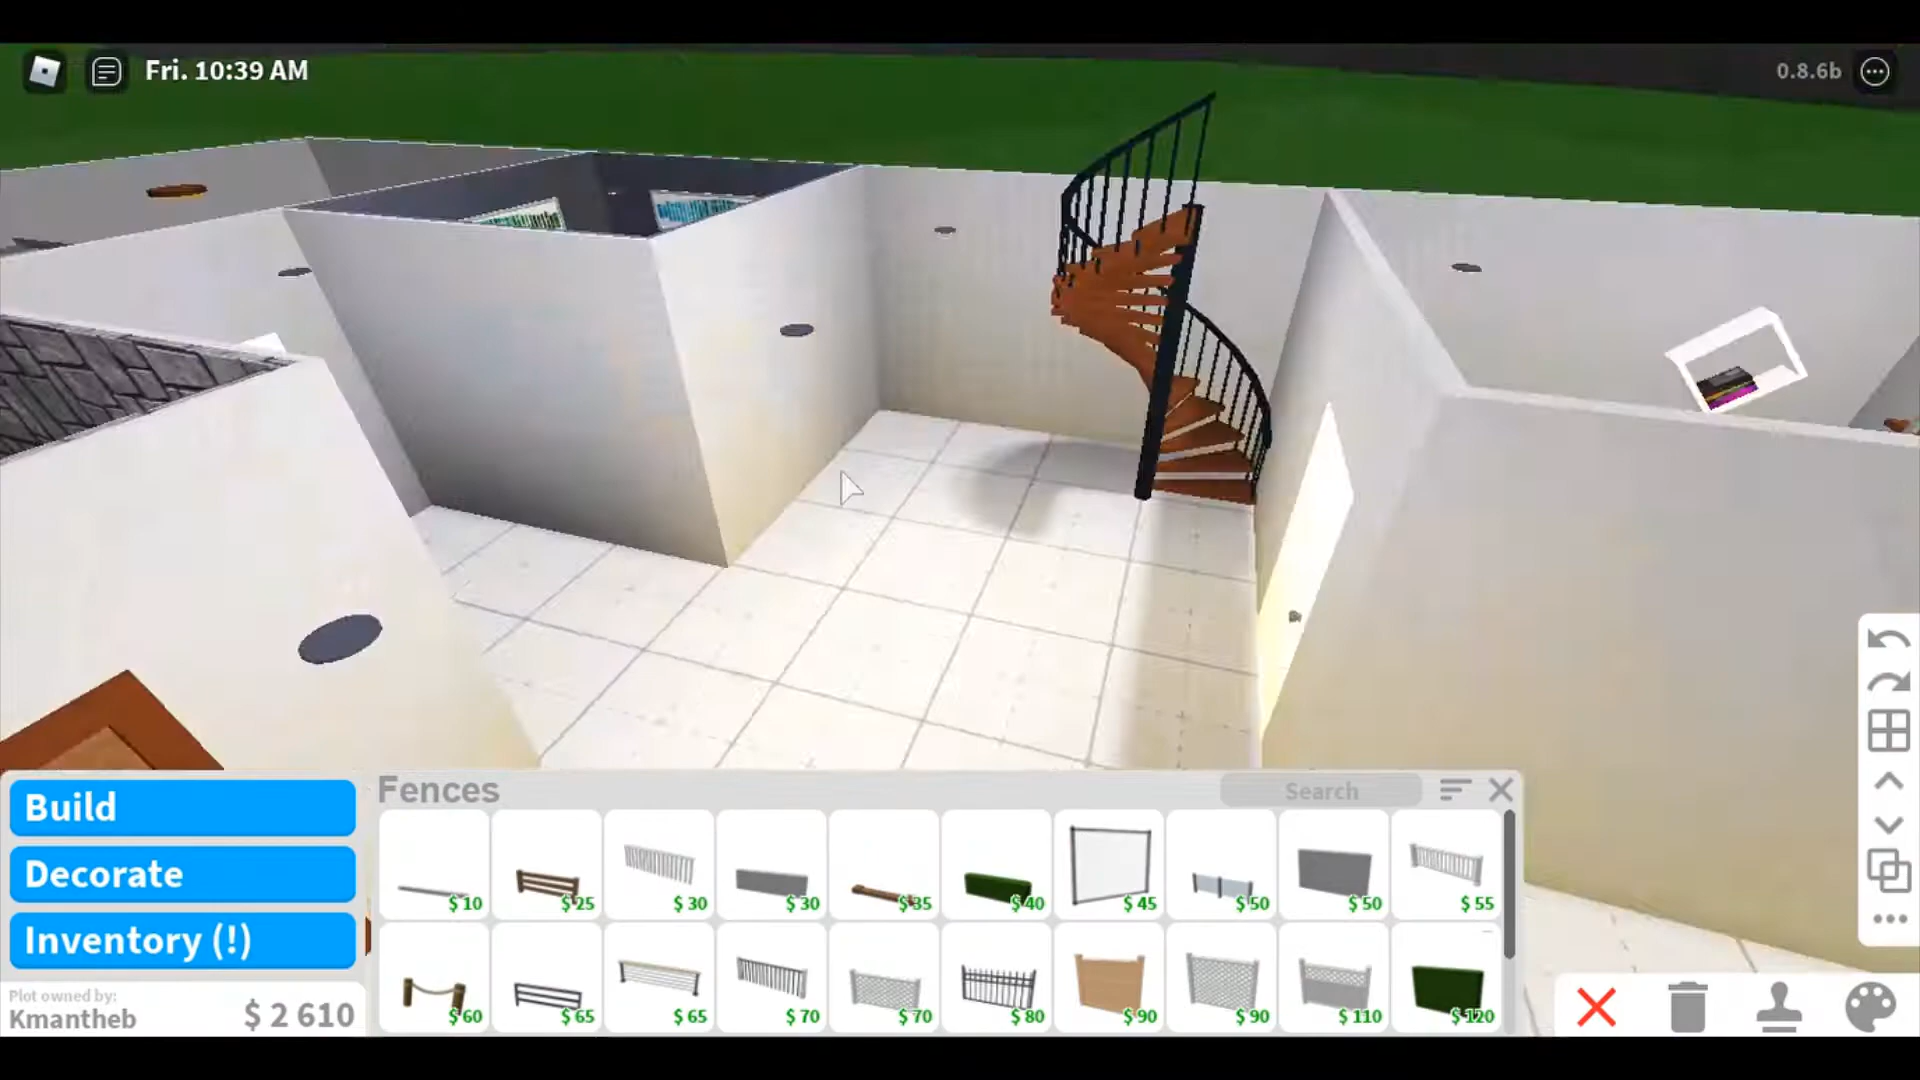 Fri. 10:39 AM
0.8.6b
Build
Decorate
Inventory (!)
Plot owned by:
Kmantheb
$ 2 610
Fences
Search
$ 10
$ 25
$ 30
$ 30
$ 35
$ 40
$ 45
$ 50
$ 50
$ 55
$ 60
$ 65
$ 65
$ 70
$ 70
$ 80
$ 90
$ 90
$ 110
$ 120